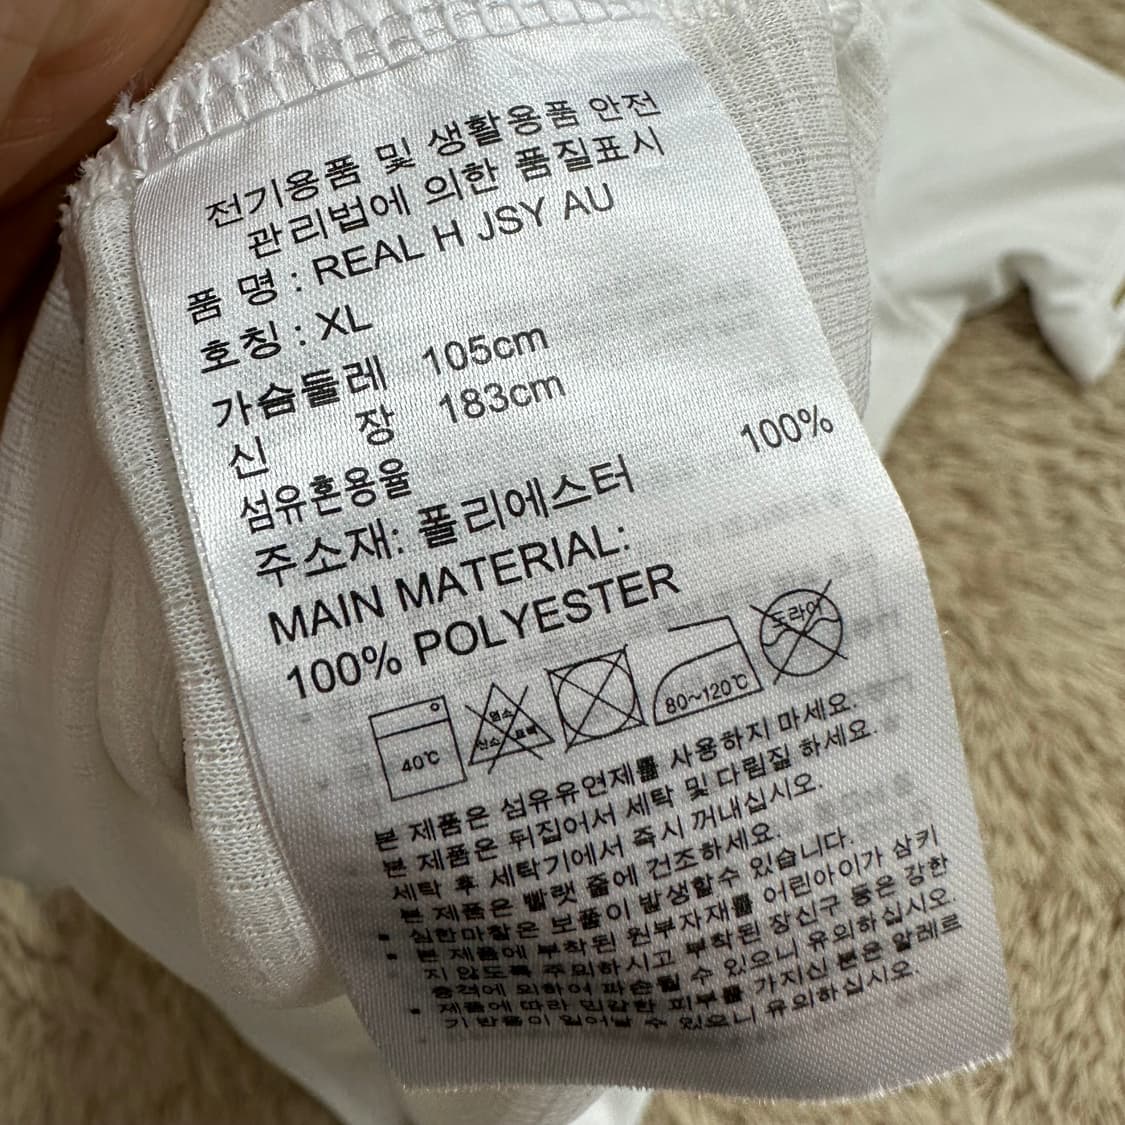 전기용품 및 생활용품 안전
관리법에 의한 품질표시
품 명 : REAL H JSY AU
호칭 : XL
가슴둘레 105cm
신 장 183cm
섬유혼용율
주소재: 폴리에스터 100%
MAIN MATERIAL:
100% POLYESTER
40℃ 염소 산소 표백 80~120℃ 드라이
본 제품은 섬유유연제를 사용하지 마세요.
본 제품은 뒤집어서 세탁 및 다림질 하세요.
세탁 후 세탁기에서 즉시 꺼내십시오.
본 제품은 빨랫 줄에 건조하세요.
• 심한마찰은 보풀이 발생할수 있습니다.
• 본 제품에 부착된 원부자재를 어린아이가 삼키
지 않도록 주의하시고 부착된 장신구 등은 강한
충격에 의하여 파손될 수 있으니 유의하십시오.
• 제품에 따라 민감한 피부를 가지신 분은 알레르
기 반응이 일어날 수 있으니 유의하십시오.